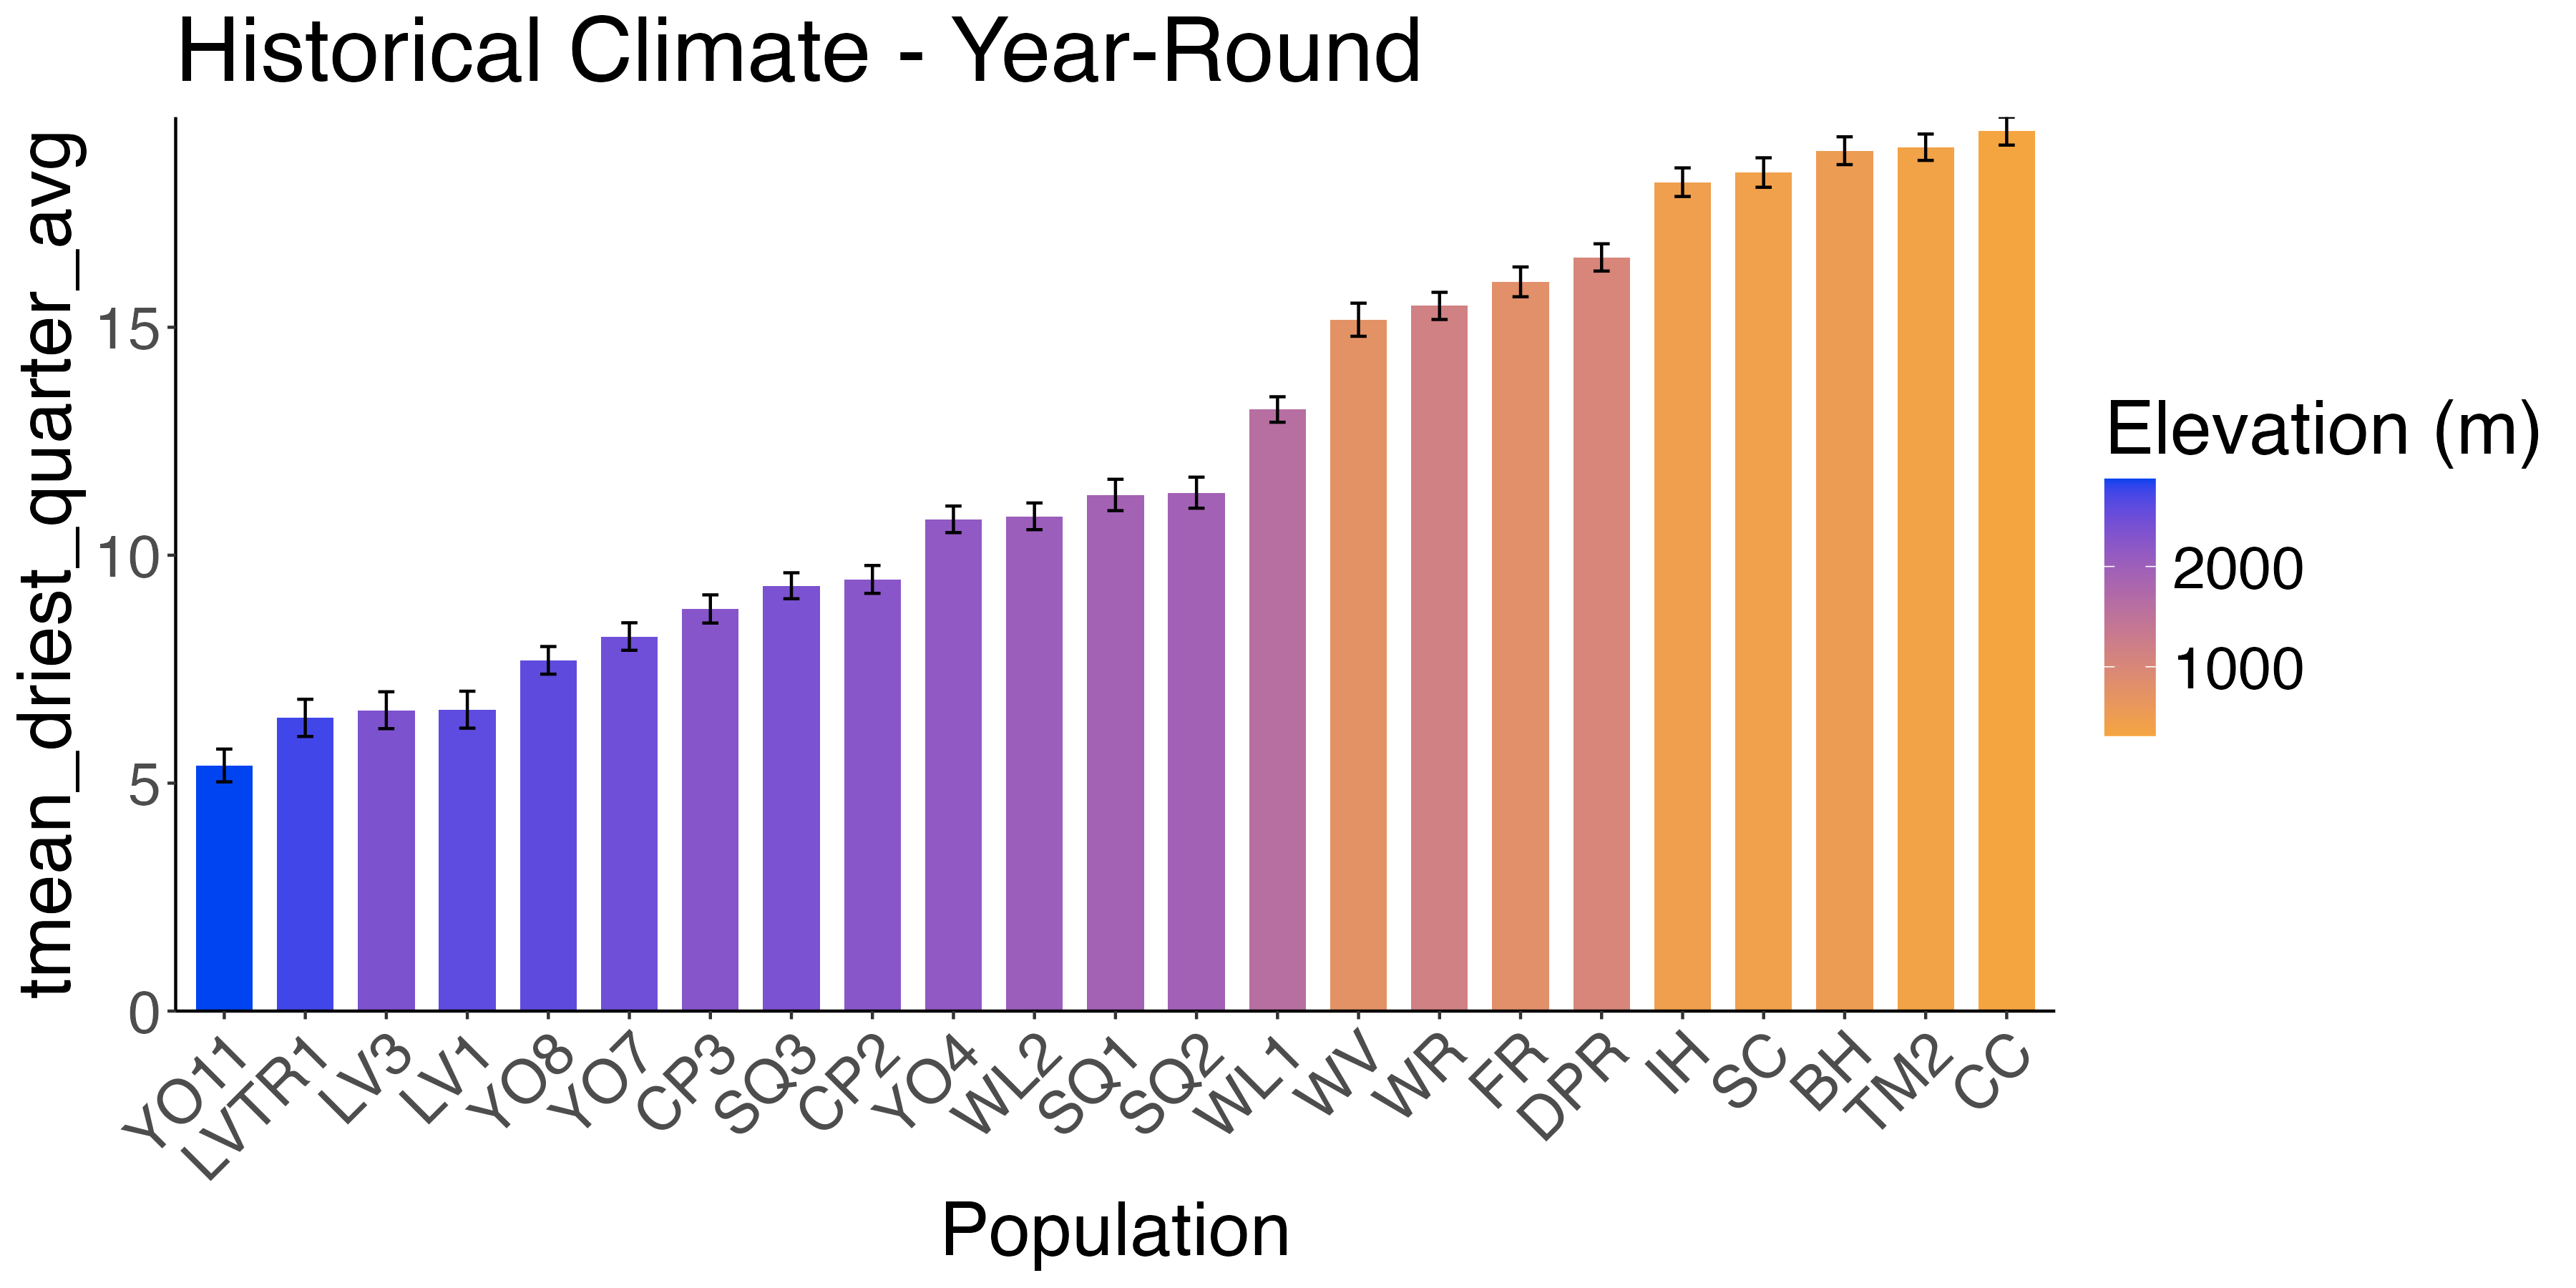 Historical Climate - Year-Round
tmean_driest_quarter_avg
15
10
5
0
YO11
LVTR1
LV3
LV1
YO8
YO7
CP3
SQ3
CP2
YO4
WL2
SQ1
SQ2
WL1
WV
WR
FR
DPR
IH
SC
BH
TM2
CC
Population
Elevation (m)
2000
1000